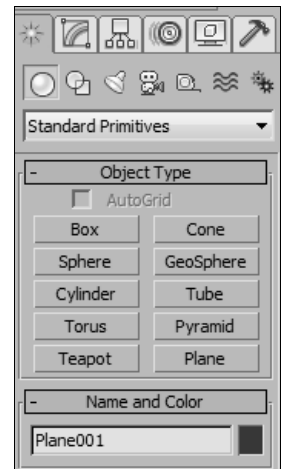 Standard Primitives
- Object Type
AutoGrid
Box Cone
Sphere GeoSphere
Cylinder Tube
Torus Pyramid
Teapot Plane
- Name and Color
Plane001